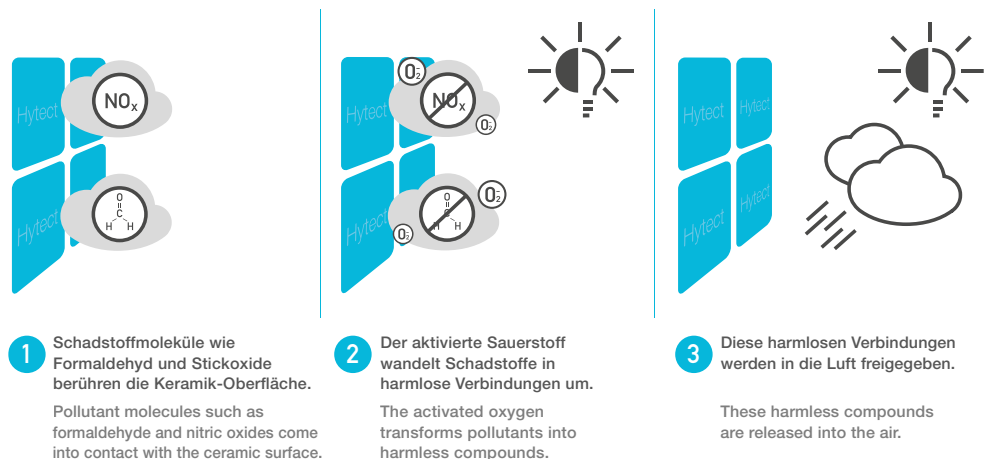 Hytect
NOx
Hytect
O
C
H H
O₂⁻
NOx
O₂⁻
Hytect
O₂⁻
O
C
H H
O₂⁻
Hytect
Hytect
Hytect
Hytect
Hytect
1
Schadstoffmoleküle wie
Formaldehyd und Stickoxide
berühren die Keramik-Oberfläche.
Pollutant molecules such as
formaldehyde and nitric oxides come
into contact with the ceramic surface.
2
Der aktivierte Sauerstoff
wandelt Schadstoffe in
harmlose Verbindungen um.
The activated oxygen
transforms pollutants into
harmless compounds.
3
Diese harmlosen Verbindungen
werden in die Luft freigegeben.
These harmless compounds
are released into the air.